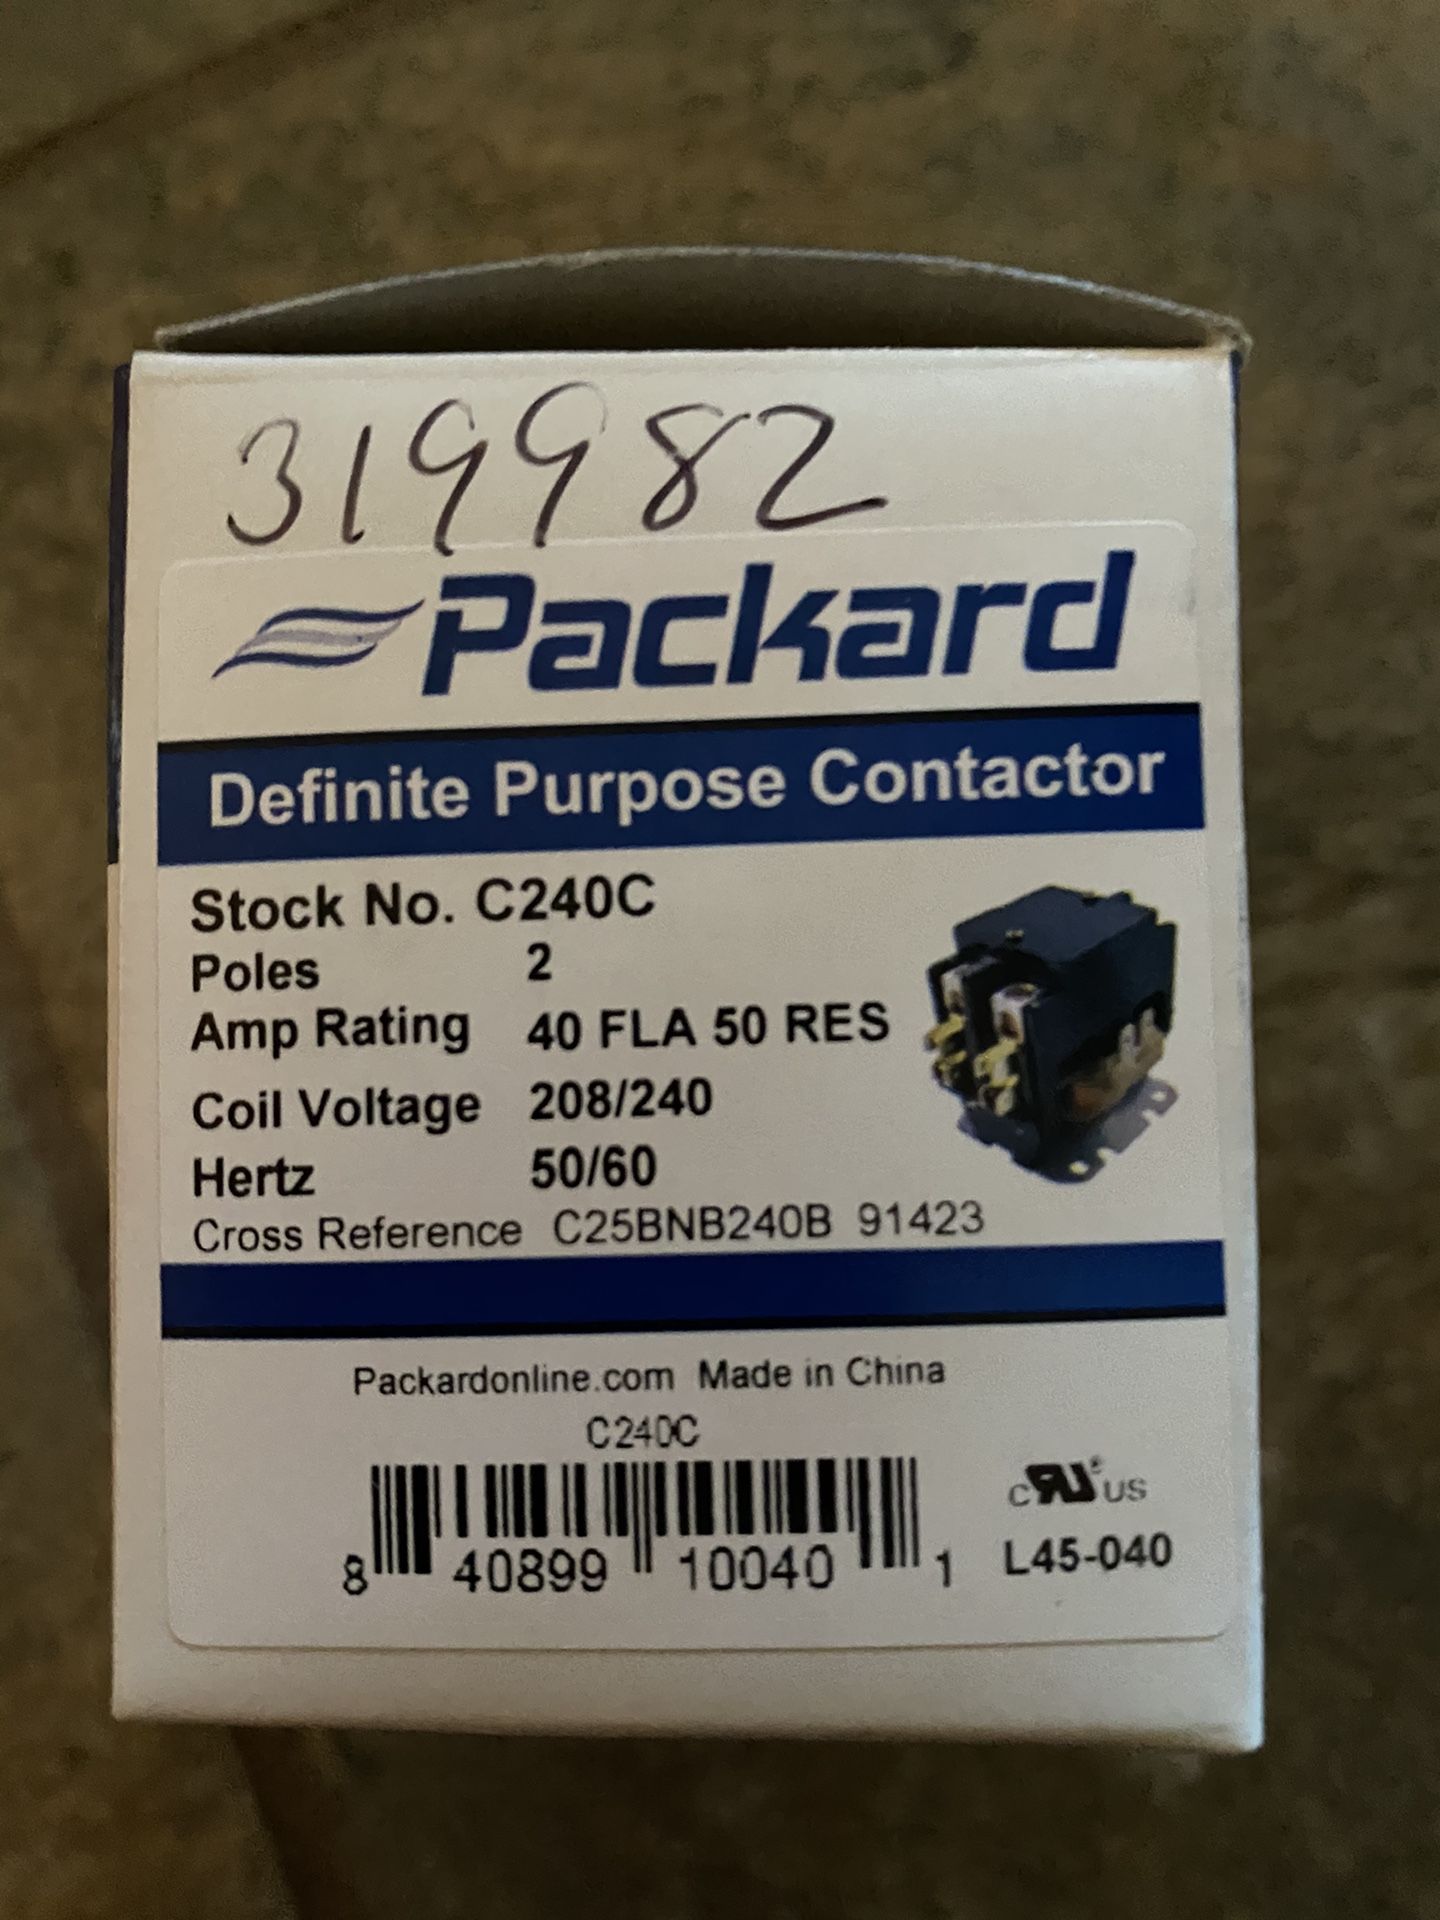 319982
Packard
Definite Purpose Contactor
Stock No. C240C
Poles 2
Amp Rating 40 FLA 50 RES
Coil Voltage 208/240
Hertz 50/60
Cross Reference C25BNB240B 91423
Packardonline.com Made in China
C240C
8 40899 10040 1
c RU ® US
L45-040